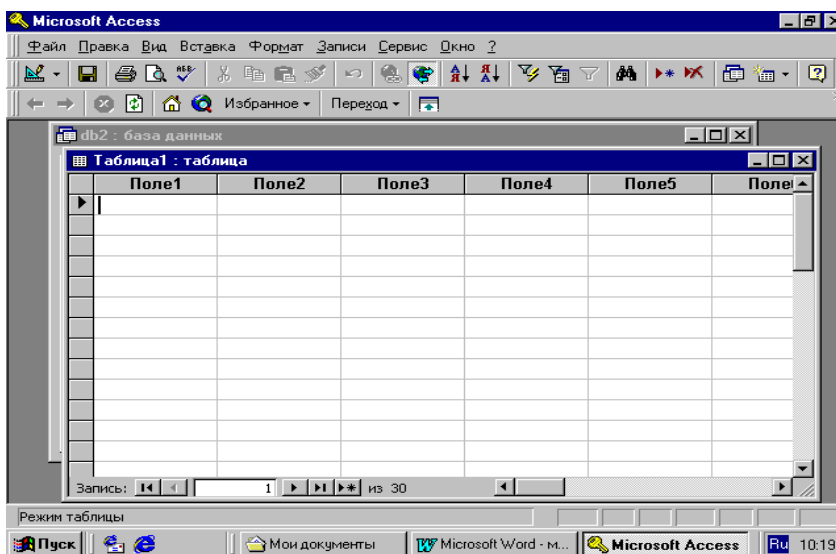 Microsoft Access
Файл Правка Вид Вставка Формат Записи Сервис Окно ?
Избранное Переход
db2 : база данных
Таблица1 : таблица
Поле1 Поле2 Поле3 Поле4 Поле5 Поле
Запись: 1 из 30
Режим таблицы
Пуск Мои документы Microsoft Word - м... Microsoft Access Ru 10:19